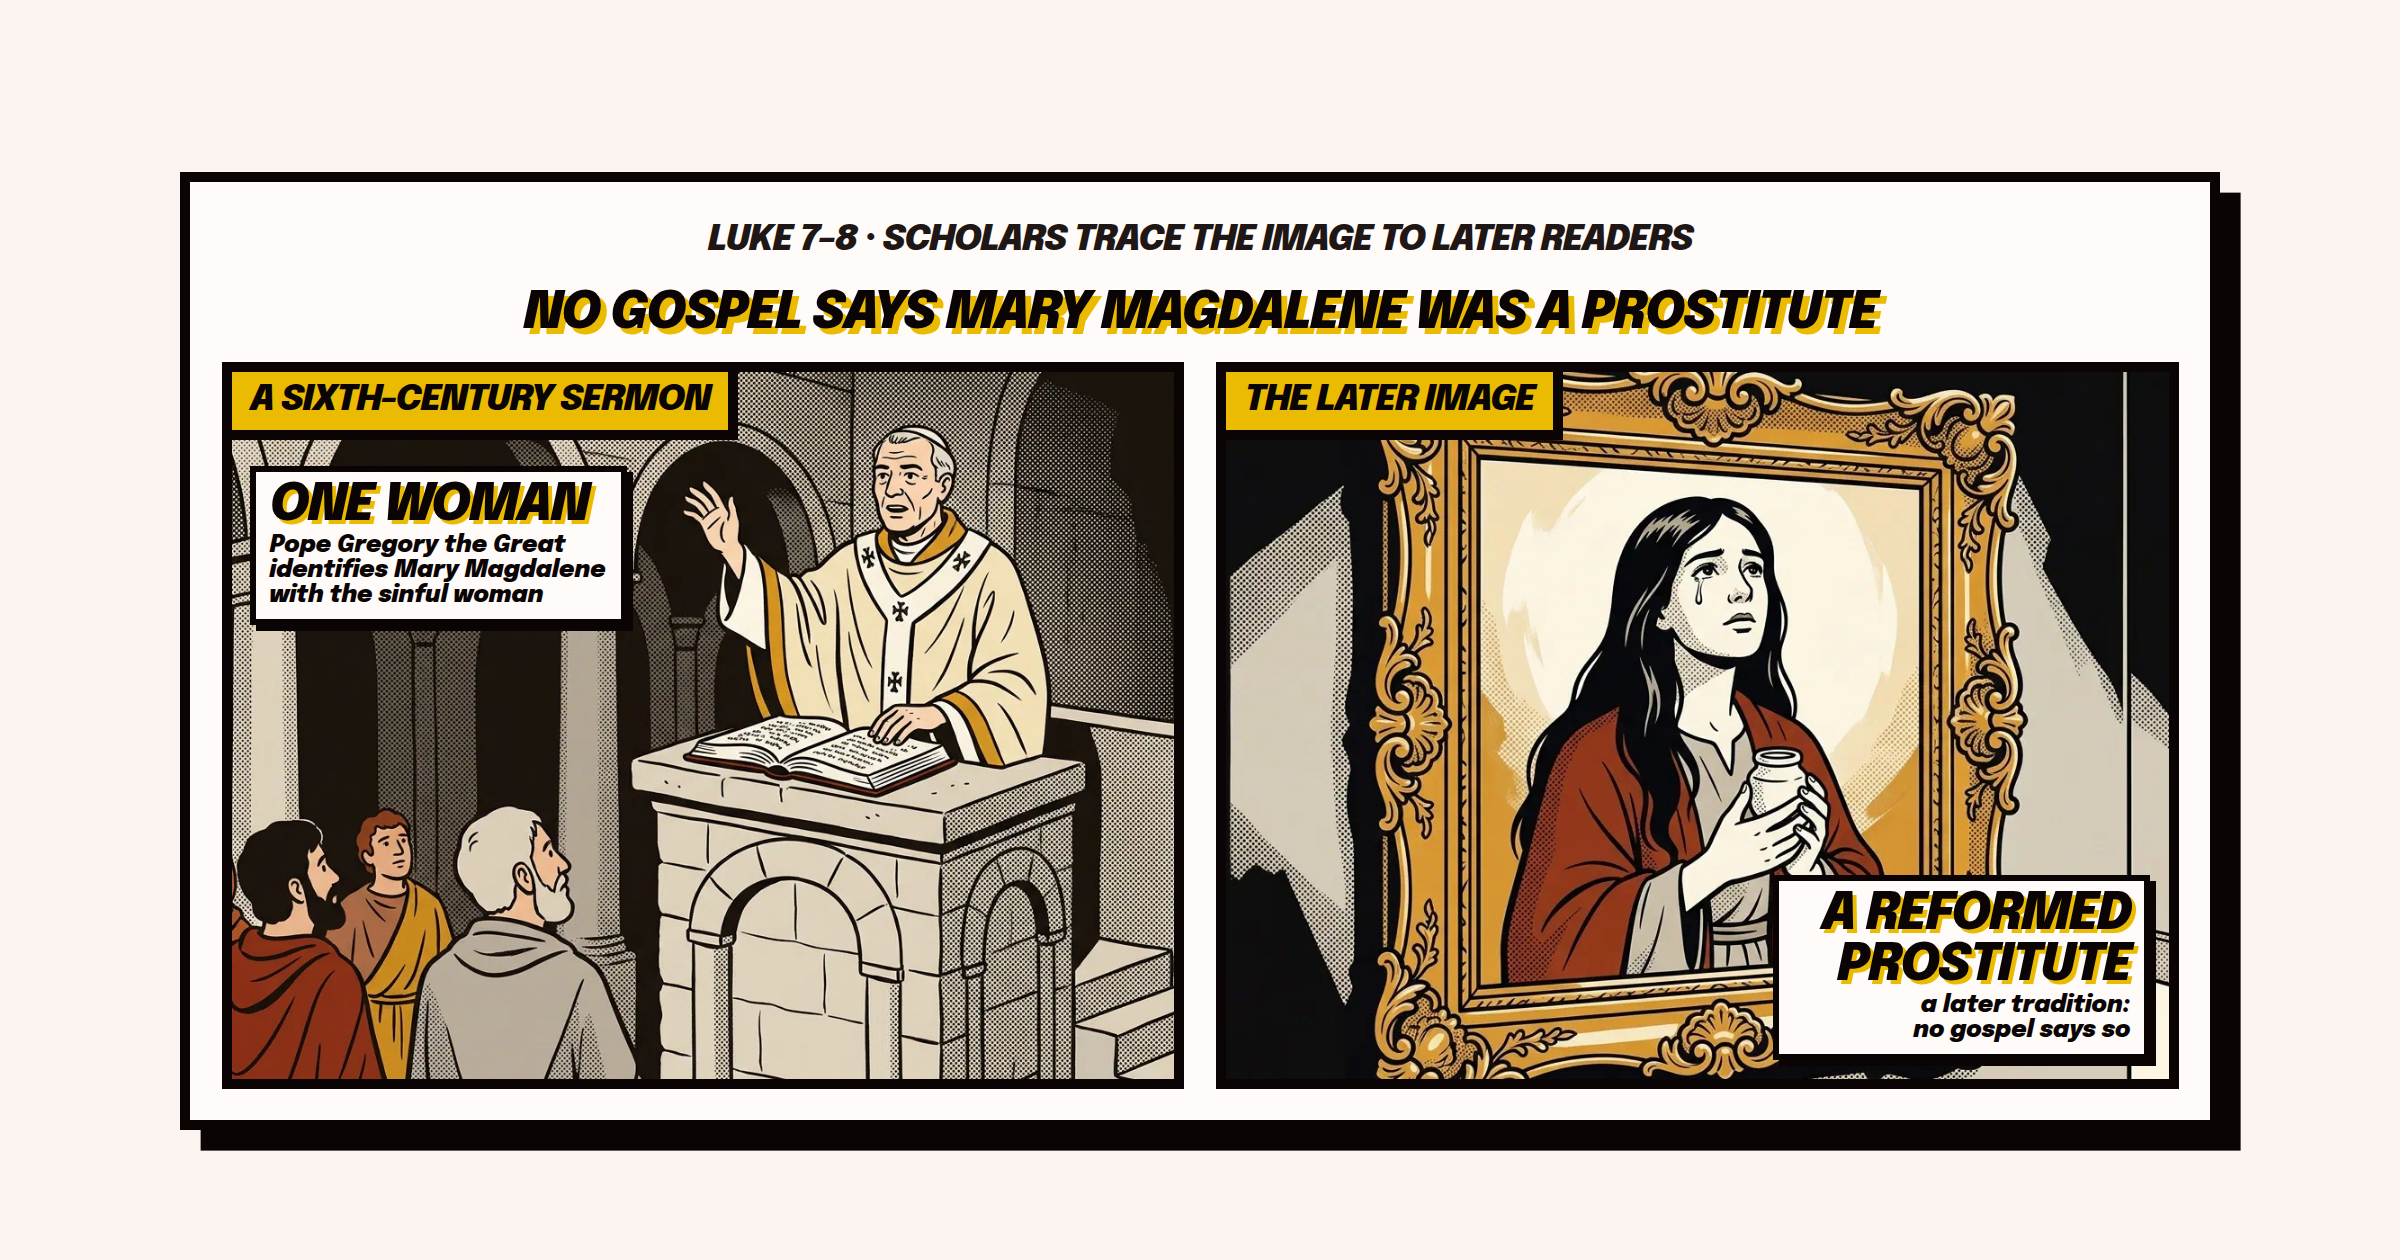 LUKE 7–8 · SCHOLARS TRACE THE IMAGE TO LATER READERS
NO GOSPEL SAYS MARY MAGDALENE WAS A PROSTITUTE
A SIXTH-CENTURY SERMON
ONE WOMAN
Pope Gregory the Great
identifies Mary Magdalene
with the sinful woman
THE LATER IMAGE
A REFORMED
PROSTITUTE
a later tradition:
no gospel says so